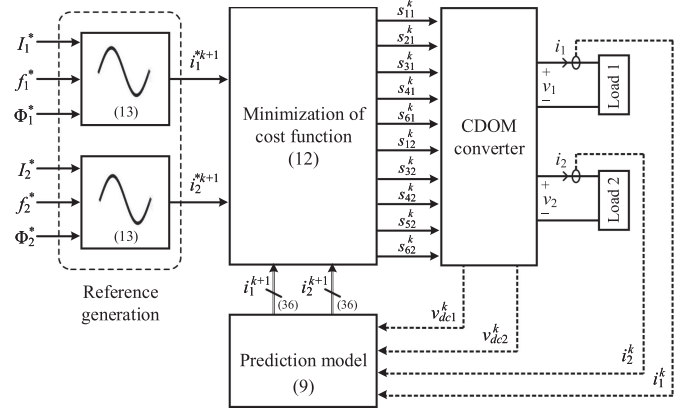 I₁*
f₁*
Φ₁*
(13)
i₁*ᵏ⁺¹
I₂*
f₂*
Φ₂*
(13)
i₂*ᵏ⁺¹
Reference
generation
Minimization of
cost function
(12)
s₁₁ᵏ
s₂₁ᵏ
s₃₁ᵏ
s₄₁ᵏ
s₆₁ᵏ
s₁₂ᵏ
s₃₂ᵏ
s₄₂ᵏ
s₅₂ᵏ
s₆₂ᵏ
CDOM
converter
i₁
+
v₁
−
Load 1
i₂
+
v₂
−
Load 2
i₁ᵏ⁺¹
(36)
i₂ᵏ⁺¹
(36)
Prediction model
(9)
v_dc1ᵏ
v_dc2ᵏ
i₂ᵏ
i₁ᵏ